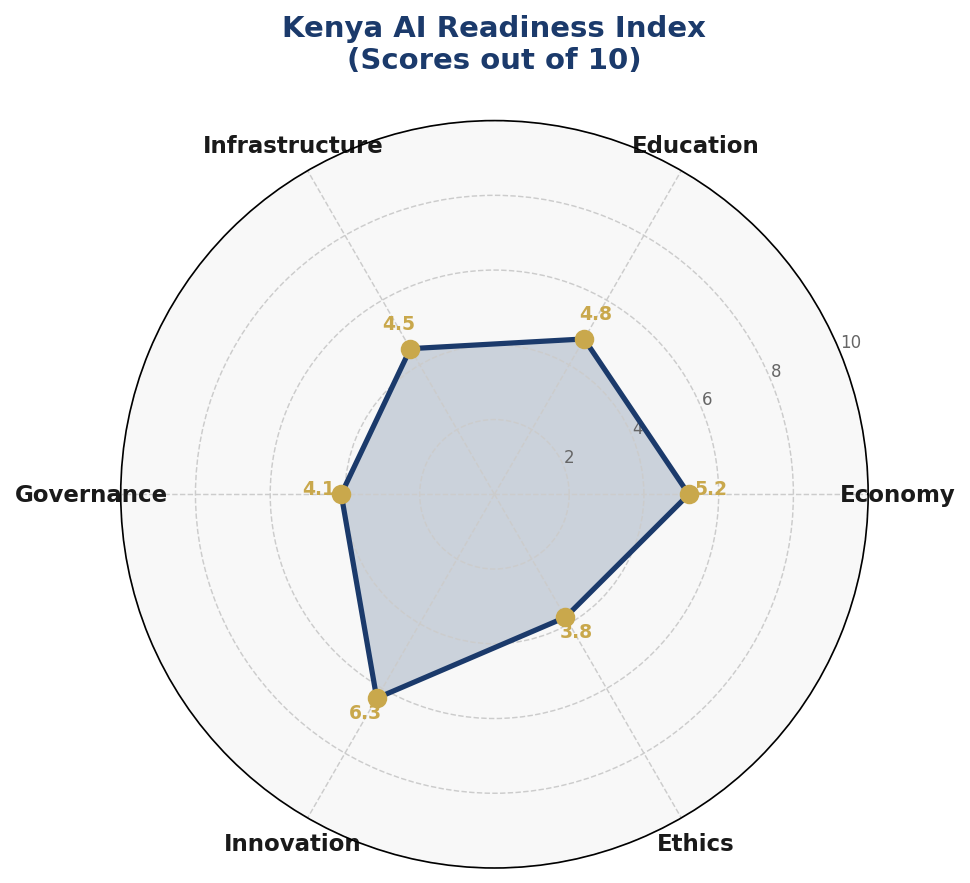 Kenya AI Readiness Index
(Scores out of 10)
Infrastructure
Education
4.5
4.8
10
8
6
4
2
Governance
4.1
5.2
Economy
3.8
6.3
Innovation
Ethics